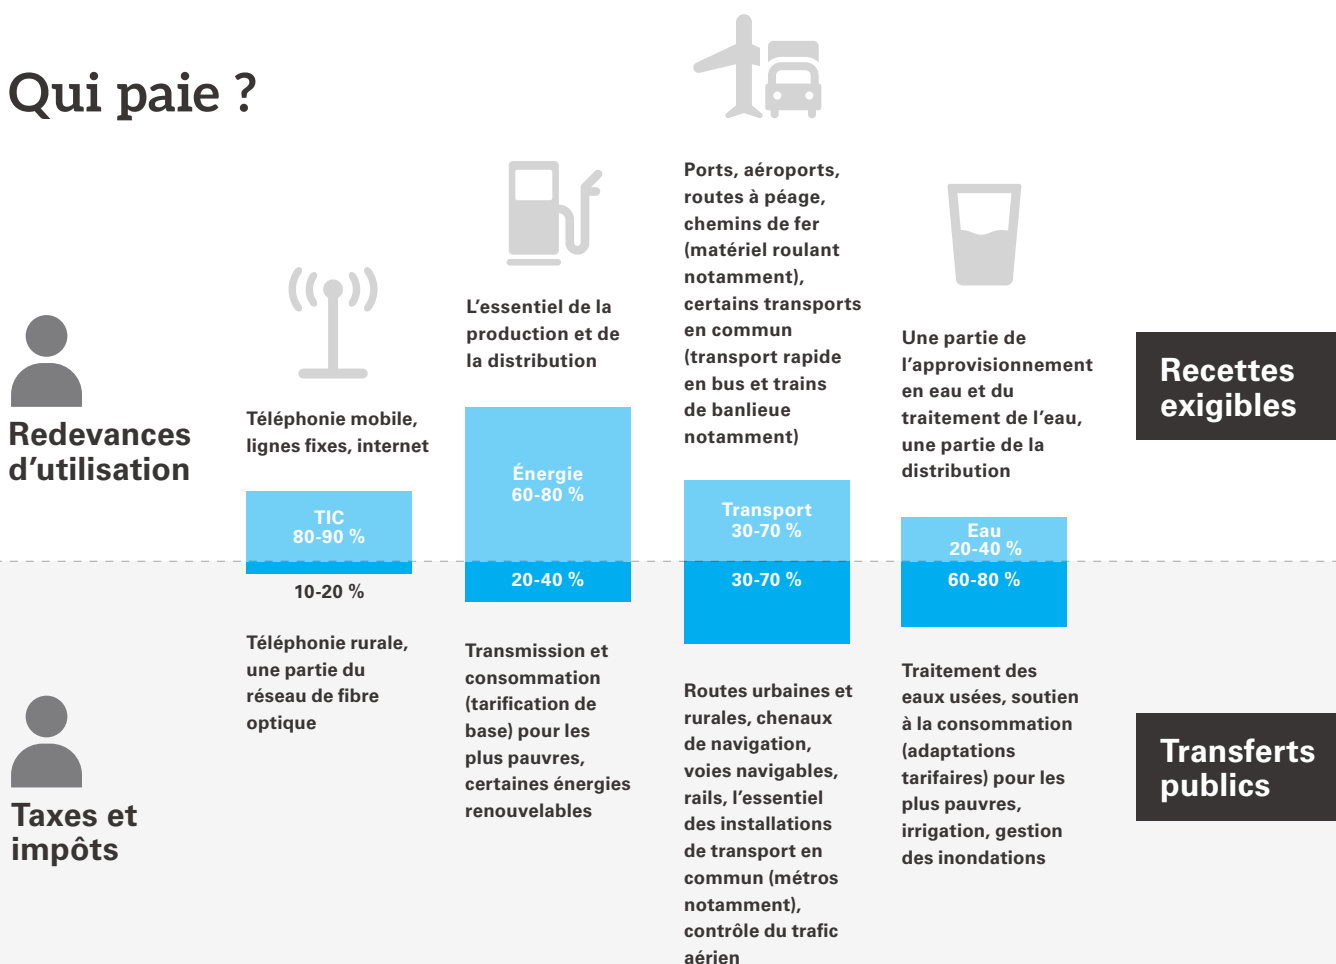 Qui paie ?
Redevances
d’utilisation
Téléphonie mobile,
lignes fixes, internet
TIC
80-90 %
10-20 %
Téléphonie rurale,
une partie du
réseau de fibre
optique
L’essentiel de la
production et de
la distribution
Énergie
60-80 %
20-40 %
Transmission et
consommation
(tarification de
base) pour les
plus pauvres,
certaines énergies
renouvelables
Ports, aéroports,
routes à péage,
chemins de fer
(matériel roulant
notamment),
certains transports
en commun
(transport rapide
en bus et trains
de banlieue
notamment)
Transport
30-70 %
30-70 %
Routes urbaines et
rurales, chenaux
de navigation,
voies navigables,
rails, l’essentiel
des installations
de transport en
commun (métros
notamment),
contrôle du trafic
aérien
Une partie de
l’approvisionnement
en eau et du
traitement de l’eau,
une partie de la
distribution
Eau
20-40 %
60-80 %
Traitement des
eaux usées, soutien
à la consommation
(adaptations
tarifaires) pour les
plus pauvres,
irrigation, gestion
des inondations
Recettes
exigibles
Taxes et
impôts
Transferts
publics